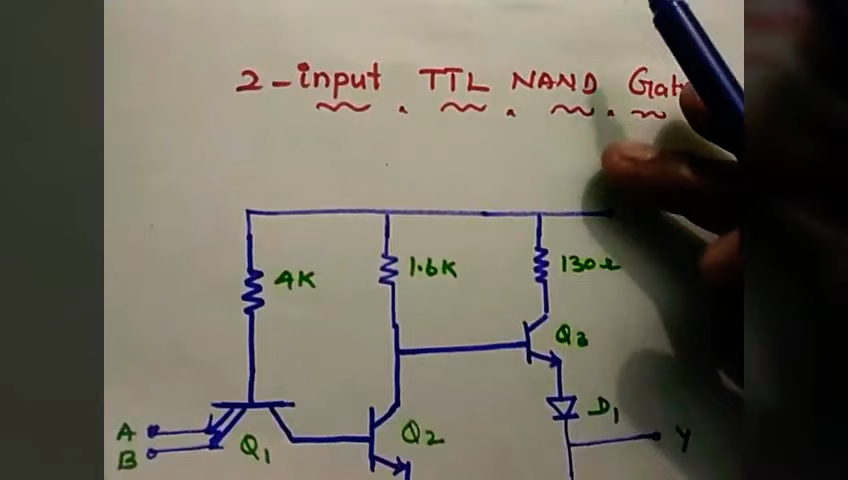 2-input TTL NAND
4K
1.6K
130Ω
Q3
D1
A
B
Q1
Q2
Y